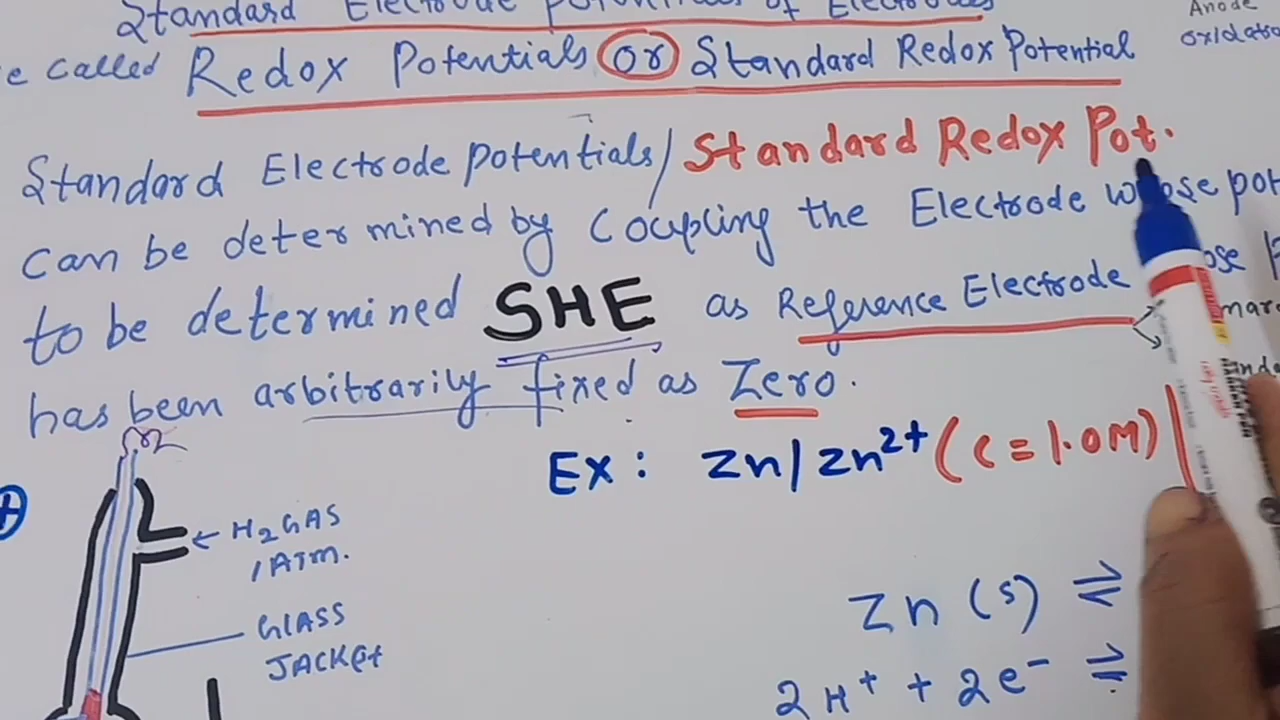 Standard Electrode potentials of Electrodes
Anode
oxidation
e called Redox Potentials or Standard Redox Potential
Standard Electrode potentials/Standard Redox Pot.
can be determined by Coupling the Electrode whose pot
to be determined SHE as Reference Electrode
has been arbitrarily fixed as Zero.
Ex: Zn/Zn2+ (C = 1.0M) |
H2 GAS
1 ATM.
GLASS
JACKET
Zn (s) ⇌
2H+ + 2e- ⇌